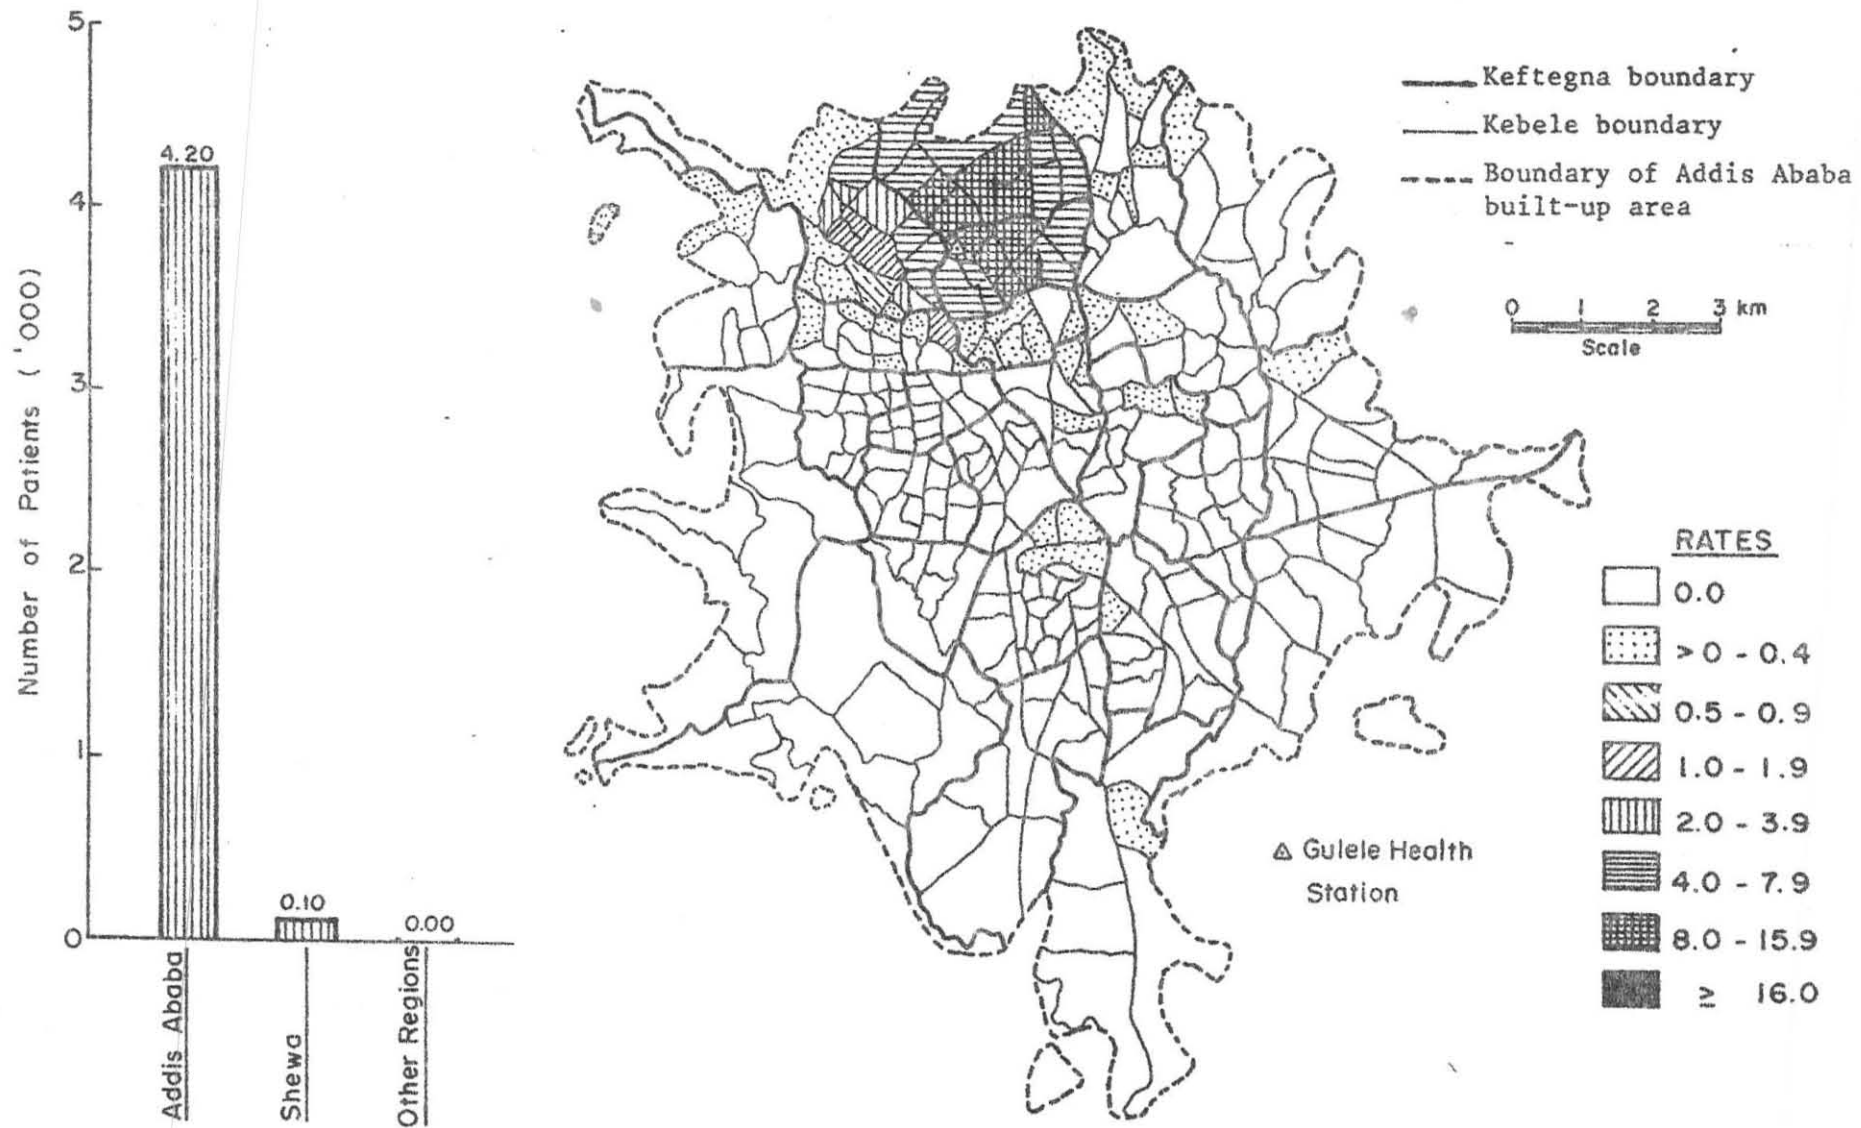 Number of Patients ('000)
5
4
3
2
1
0
4.20
0.10
0.00
Addis Ababa
Shewa
Other Regions
Keftegna boundary
Kebele boundary
Boundary of Addis Ababa
built-up area
0 1 2 3 km
Scale
Gulele Health
Station
RATES
0.0
>0 - 0.4
0.5 - 0.9
1.0 - 1.9
2.0 - 3.9
4.0 - 7.9
8.0 - 15.9
≥ 16.0